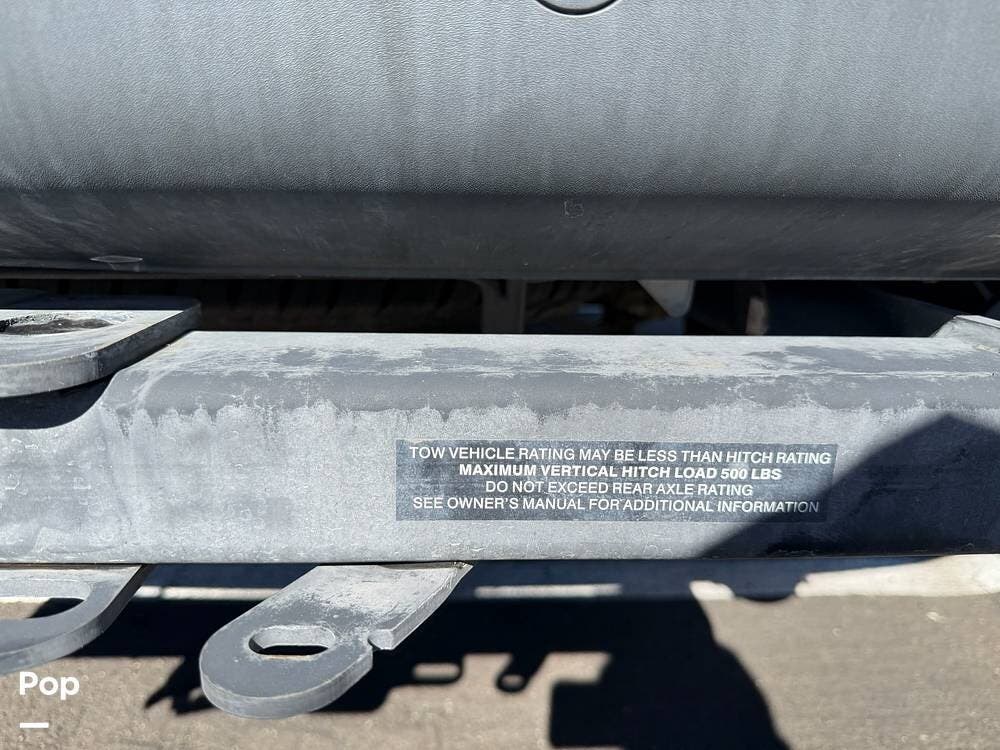 TOW VEHICLE RATING MAY BE LESS THAN HITCH RATING
MAXIMUM VERTICAL HITCH LOAD 500 LBS
DO NOT EXCEED REAR AXLE RATING
SEE OWNER'S MANUAL FOR ADDITIONAL INFORMATION
Pop